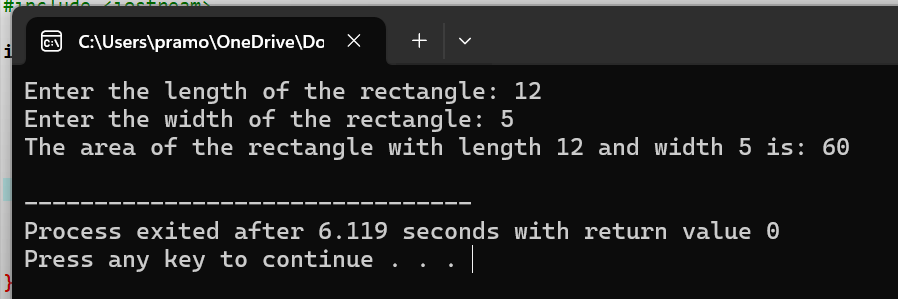 #include <iostream>
i
C:\Users\pramo\OneDrive\Do
Enter the length of the rectangle: 12
Enter the width of the rectangle: 5
The area of the rectangle with length 12 and width 5 is: 60
--------------------------------
Process exited after 6.119 seconds with return value 0
Press any key to continue . . .
}